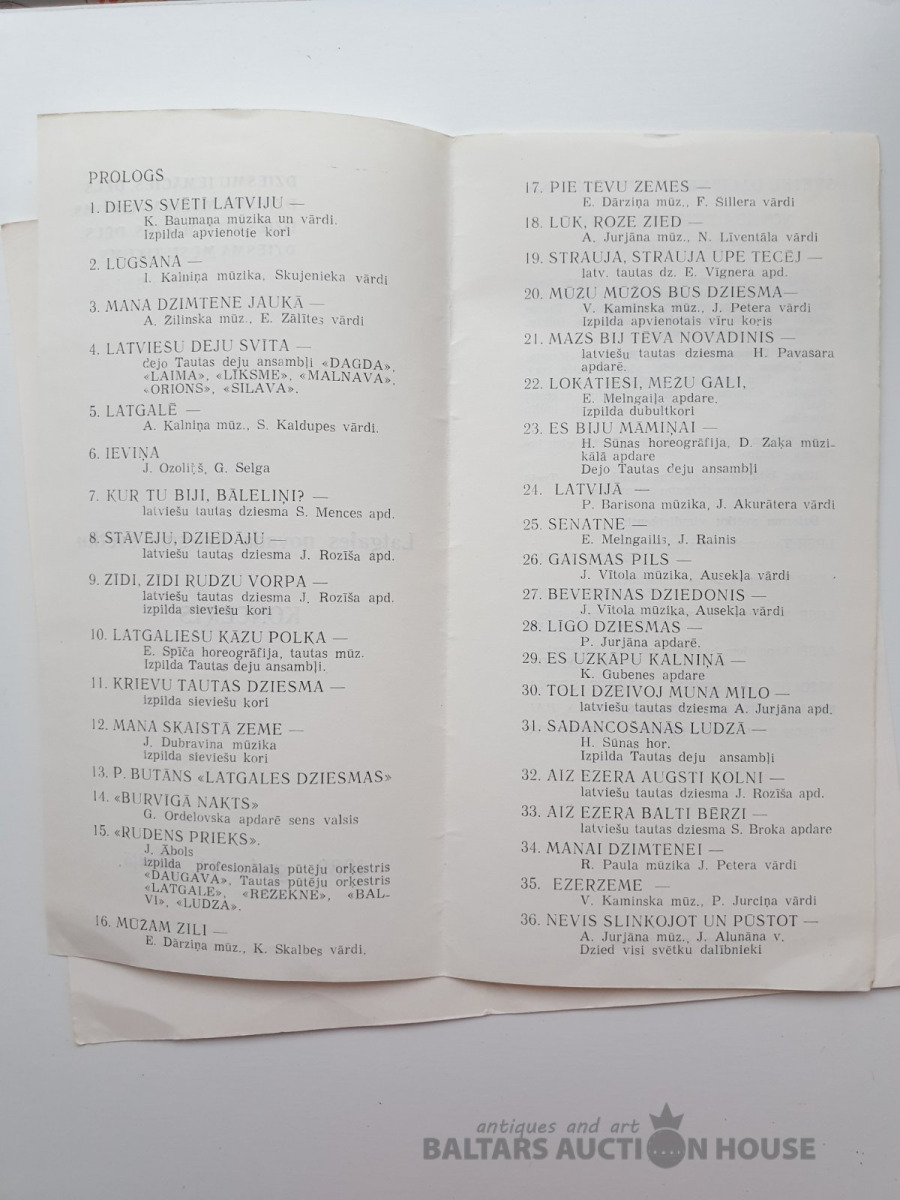 PROLOGS
1. DIEVS SVĒTĪ LATVIJU —
K. Baumaņa mūzika un vārdi.
Izpilda apvienotie kori
2. LŪGŠANA —
I. Kalniņa mūzika, Skujenieka vārdi
3. MANA DZIMTENE JAUKĀ —
A. Žilinska mūz., E. Zālītes vārdi
4. LATVIESU DEJU SVITA —
dejo Tautas deju ansambļi «DAGDA»,
«LAIMA», «LĪKSME», «MALNAVA»,
«ORIONS», «SILAVA».
5. LATGALĒ —
A. Kalniņa mūz., S. Kaldupes vārdi.
6. IEVIŅA
J. Ozoliņš, G. Selga
7. KUR TU BIJI, BĀLELIŅI? —
latviešu tautas dziesma S. Mences apd.
8. STĀVEJU, DZIEDĀJU —
latviešu tautas dziesma J. Rozīša apd.
9. ZIDI, ZIDI RUDZU VORPA —
latviešu tautas dziesma J. Rozīša apd.
izpilda sieviešu kori
10. LATGALIESU KĀZU POLKA —
E. Spīča horeogrāfija, tautas mūz.
Izpilda Tautas deju ansambļi.
11. KRIEVU TAUTAS DZIESMA —
izpilda sieviešu kori
12. MANA SKAISTĀ ZEME —
J. Dubravina mūzika
izpilda sieviešu kori
13. P. BUTĀNS «LATGALES DZIESMAS»
14. «BURVĪGĀ NAKTS»
G. Ordelovska apdarē sens valsis
15. «RUDENS PRIEKS».
J. Ābols
izpilda profesionālais pūtēju orķestris
«DAUGAVA», Tautas pūtēju orķestris
«LATGALE», «REZEKNE», «BAL-
VI», «LUDZA».
16. MŪŽAM ZILI —
E. Dārziņa mūz., K. Skalbes vārdi.
17. PIE TĒVU ZEMES —
E. Dārziņa mūz., F. Sillera vārdi
18. LŪK, ROZE ZIED —
A. Jurjāna mūz., N. Līventāla vārdi
19. STRAUJA, STRAUJA UPE TECĒJ —
latv. tautas dz. E. Vīgnera apd.
20. MŪŽU MŪŽOS BŪS DZIESMA—
V. Kaminska mūz., J. Petera vārdi
Izpilda apvienotais vīru koris
21. MAZS BIJ TĒVA NOVADINIS —
latviešu tautas dziesma H. Pavasara
apdarē.
22. LOKATIESI, MEŽU GALI,
E. Melngaiļa apdare.
izpilda dubultkori
23. ES BIJU MĀMIŅAI —
H. Sūnas horeogrāfija, D. Zaķa mūzi-
kālā apdare
Dejo Tautas deju ansambļi
24. LATVIJĀ —
P. Barisona mūzika, J. Akurātera vārdi
25. SENATNE —
E. Melngailis, J. Rainis
26. GAISMAS PILS —
J. Vītola mūzika, Ausekļa vārdi
27. BEVERINAS DZIEDONIS —
J. Vītola mūzika, Ausekļa vārdi
28. LĪGO DZIESMAS —
P. Jurjāna apdarē.
29. ES UZKĀPU KALNIŅĀ —
K. Gubenes apdare
30. TOLI DZEIVOJ MUNA MĪLO —
latviešu tautas dziesma A. Jurjāna apd.
31. SADANCOSANĀS LUDZĀ —
H. Sūnas hor.
Izpilda Tautas deju ansambļi
32. AIZ EZERA AUGSTI KOLNI —
latviešu tautas dziesma J. Rozīša apd.
33. AIZ EZERA BALTI BĒRZI —
latviešu tautas dziesma S. Broka apdare
34. MANAI DZIMTENEI —
R. Paula mūzika J. Petera vārdi
35. EZERZEME —
V. Kaminska mūz., P. Jurciņa vārdi
36. NEVIS SLINKOJOT UN PŪSTOT —
A. Jurjāna mūz., J. Alunāna v.
Dzied visi svētku dalībnieki
antiques and art
BALTARS AUCTION HOUSE